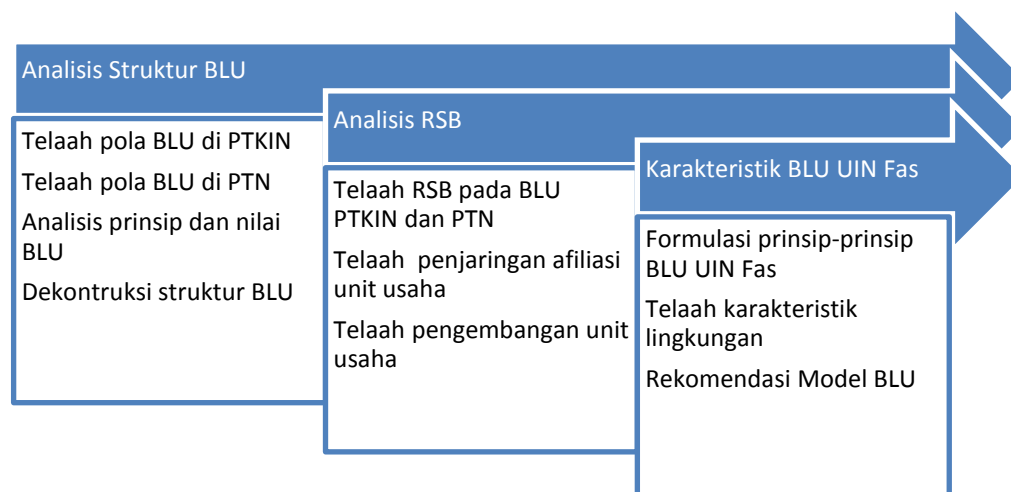 Analisis Struktur BLU
Telaah pola BLU di PTKIN
Telaah pola BLU di PTN
Analisis prinsip dan nilai
BLU
Dekontruksi struktur BLU
Analisis RSB
Telaah RSB pada BLU
PTKIN dan PTN
Telaah  penjaringan afiliasi
unit usaha
Telaah pengembangan unit
usaha
Karakteristik BLU UIN Fas
Formulasi prinsip-prinsip
BLU UIN Fas
Telaah karakteristik
lingkungan
Rekomendasi Model BLU